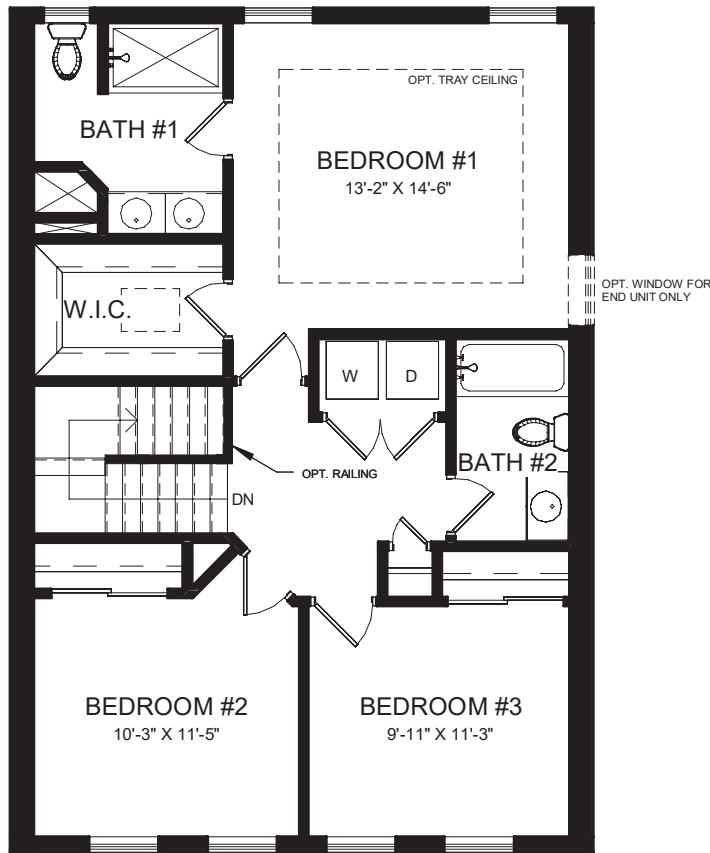 OPT. TRAY CEILING
BATH #1
BEDROOM #1
13'-2" X 14'-6"
OPT. WINDOW FOR
END UNIT ONLY
W.I.C.
W
D
OPT. RAILING
BATH #2
DN
BEDROOM #2
10'-3" X 11'-5"
BEDROOM #3
9'-11" X 11'-3"